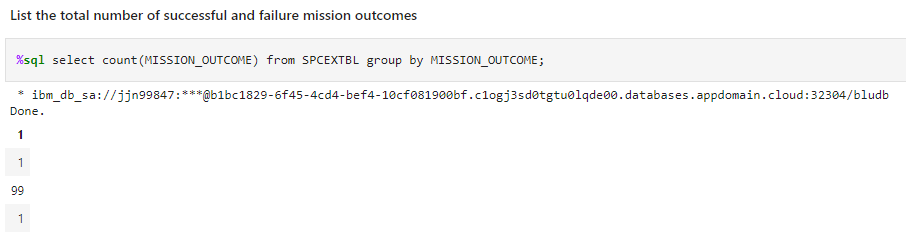 List the total number of successful and failure mission outcomes
%sql select count(MISSION_OUTCOME) from SPCEXTBL group by MISSION_OUTCOME;
* ibm_db_sa://jjn99847:***@b1bc1829-6f45-4cd4-bef4-10cf081900bf.c1ogj3sd0tgtu0lqde00.databases.appdomain.cloud:32304/bludb
Done.
1
1
99
1